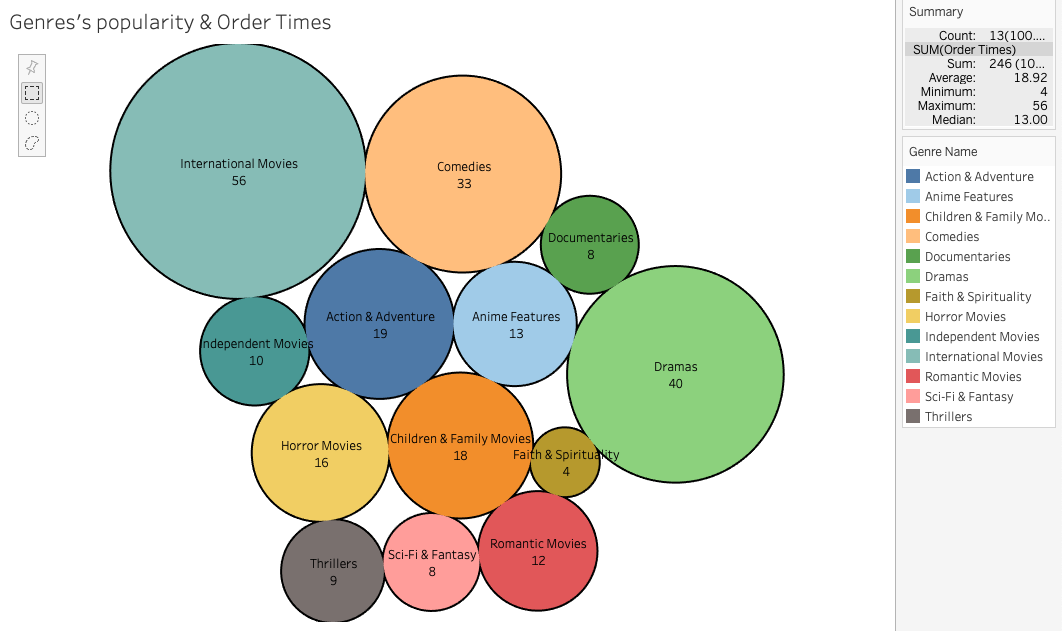 Genres's popularity & Order Times
International Movies
56
Comedies
33
Documentaries
8
Action & Adventure
19
Anime Features
13
Independent Movies
10
Dramas
40
Horror Movies
16
Children & Family Movies
18
Faith & Spirituality
4
Thrillers
9
Sci-Fi & Fantasy
8
Romantic Movies
12
Summary
Count: 13(100....
SUM(Order Times)
Sum: 246 (10...
Average: 18.92
Minimum: 4
Maximum: 56
Median: 13.00
Genre Name
Action & Adventure
Anime Features
Children & Family Mo..
Comedies
Documentaries
Dramas
Faith & Spirituality
Horror Movies
Independent Movies
International Movies
Romantic Movies
Sci-Fi & Fantasy
Thrillers